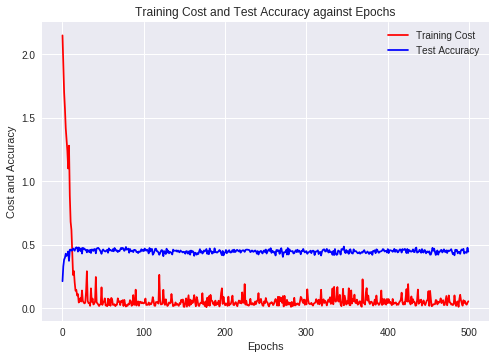 Training Cost and Test Accuracy against Epochs
Training Cost
Test Accuracy
2.0
1.5
1.0
0.5
0.0
Cost and Accuracy
0
100
200
300
400
500
Epochs